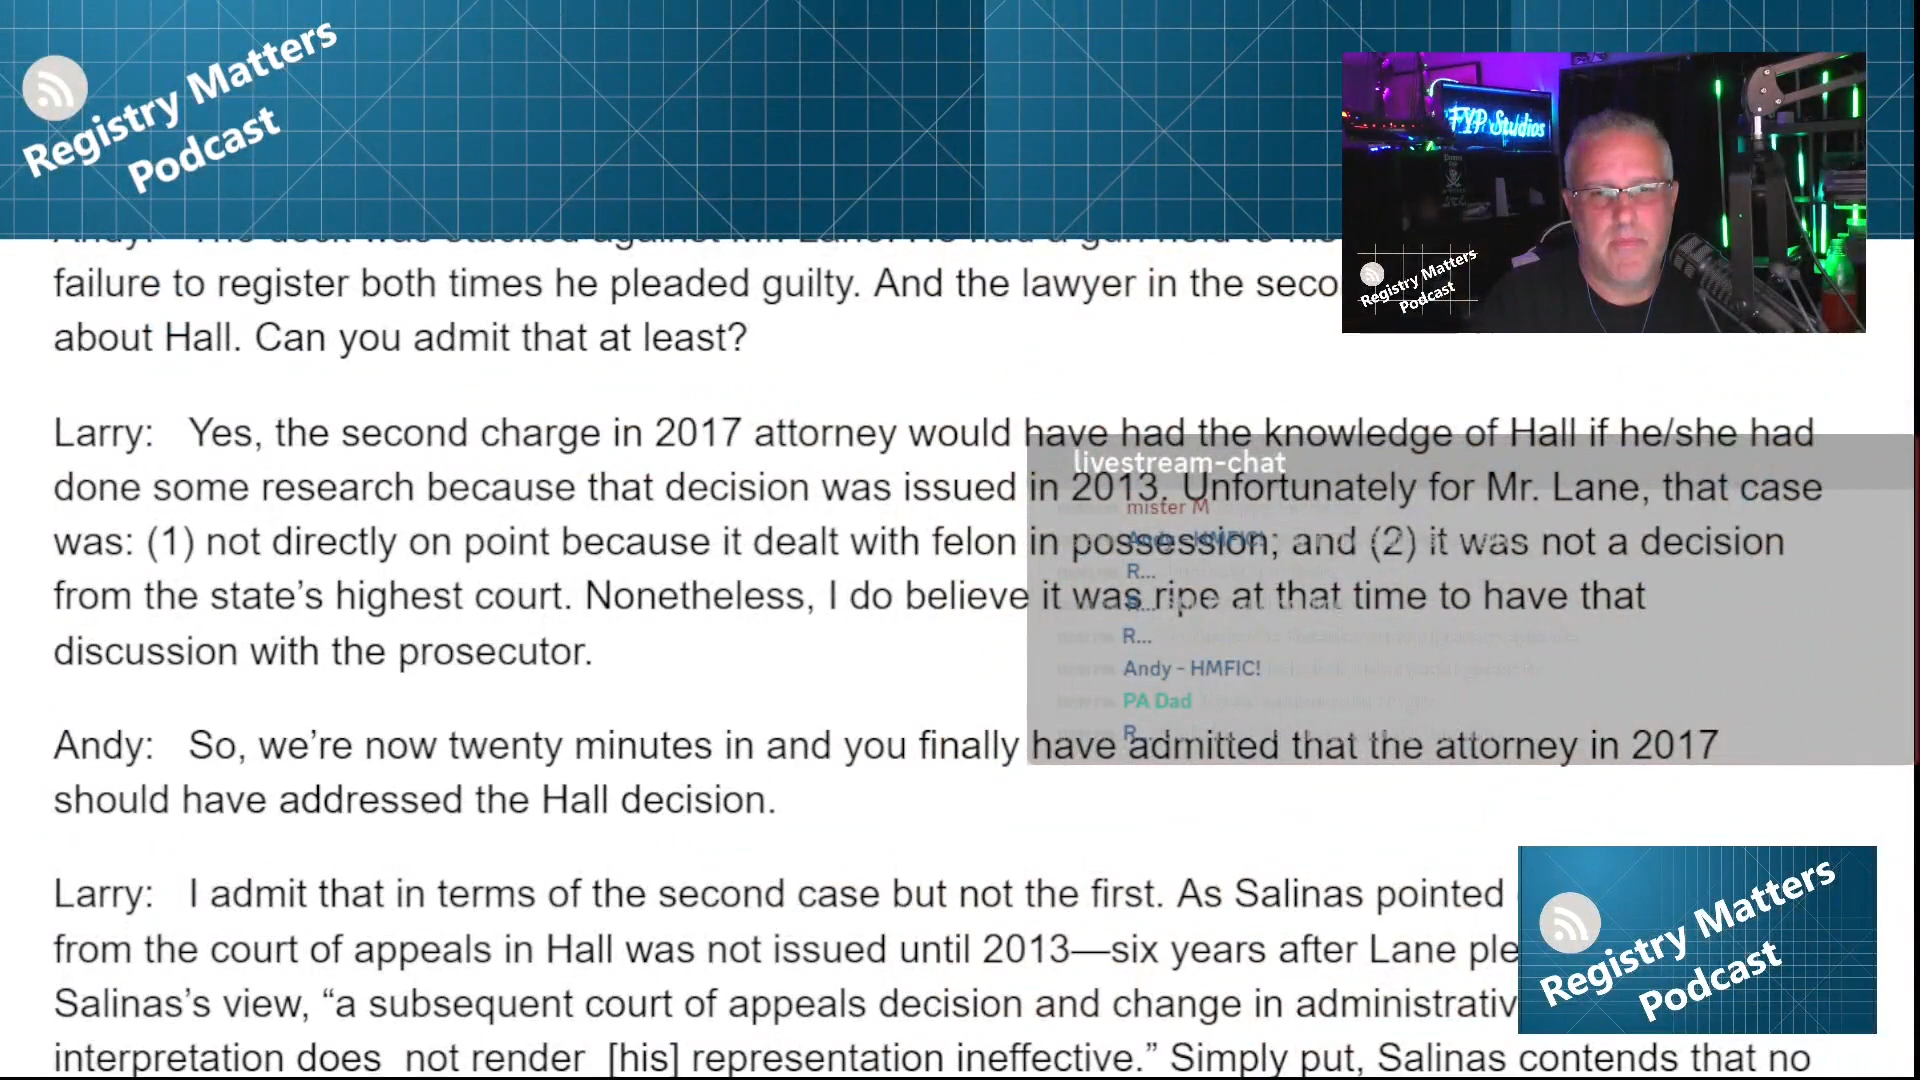 Registry Matters
Podcast
FYP Studios
Registry Matters
Podcast
failure to register both times he pleaded guilty. And the lawyer in the seco
about Hall. Can you admit that at least?
Larry: Yes, the second charge in 2017 attorney would have had the knowledge of Hall if he/she had
done some research because that decision was issued in 2013. Unfortunately for Mr. Lane, that case
was: (1) not directly on point because it dealt with felon in possession; and (2) it was not a decision
from the state’s highest court. Nonetheless, I do believe it was ripe at that time to have that
discussion with the prosecutor.
livestream-chat
mister M
Andy - HMFIC!
R...
R...
R...
Andy - HMFIC!
PA Dad
R...
Andy: So, we’re now twenty minutes in and you finally have admitted that the attorney in 2017
should have addressed the Hall decision.
Larry: I admit that in terms of the second case but not the first. As Salinas pointed
from the court of appeals in Hall was not issued until 2013—six years after Lane ple
Salinas’s view, “a subsequent court of appeals decision and change in administrativ
interpretation does not render [his] representation ineffective.” Simply put, Salinas contends that no
Registry Matters
Podcast